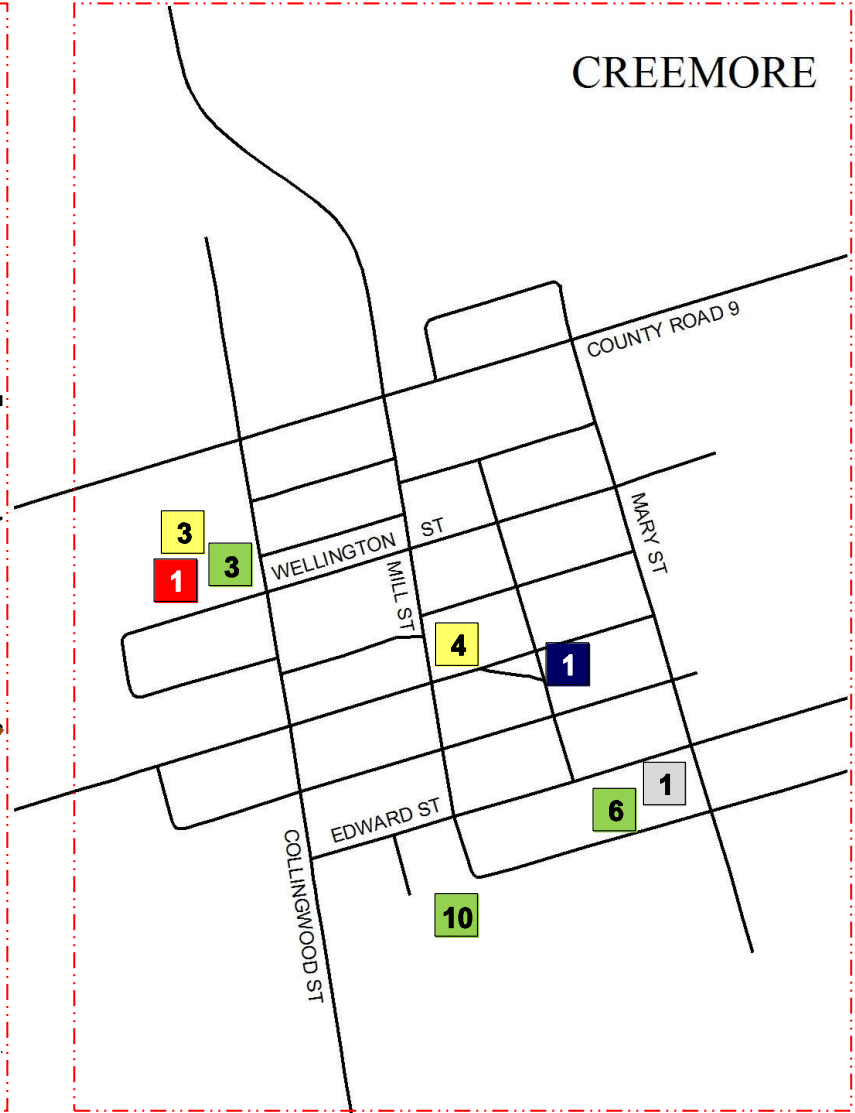 CREEMORE
COUNTY ROAD 9
3
3
1
WELLINGTON ST
MILL ST
MARY ST
4
1
1
6
EDWARD ST
COLLINGWOOD ST
10